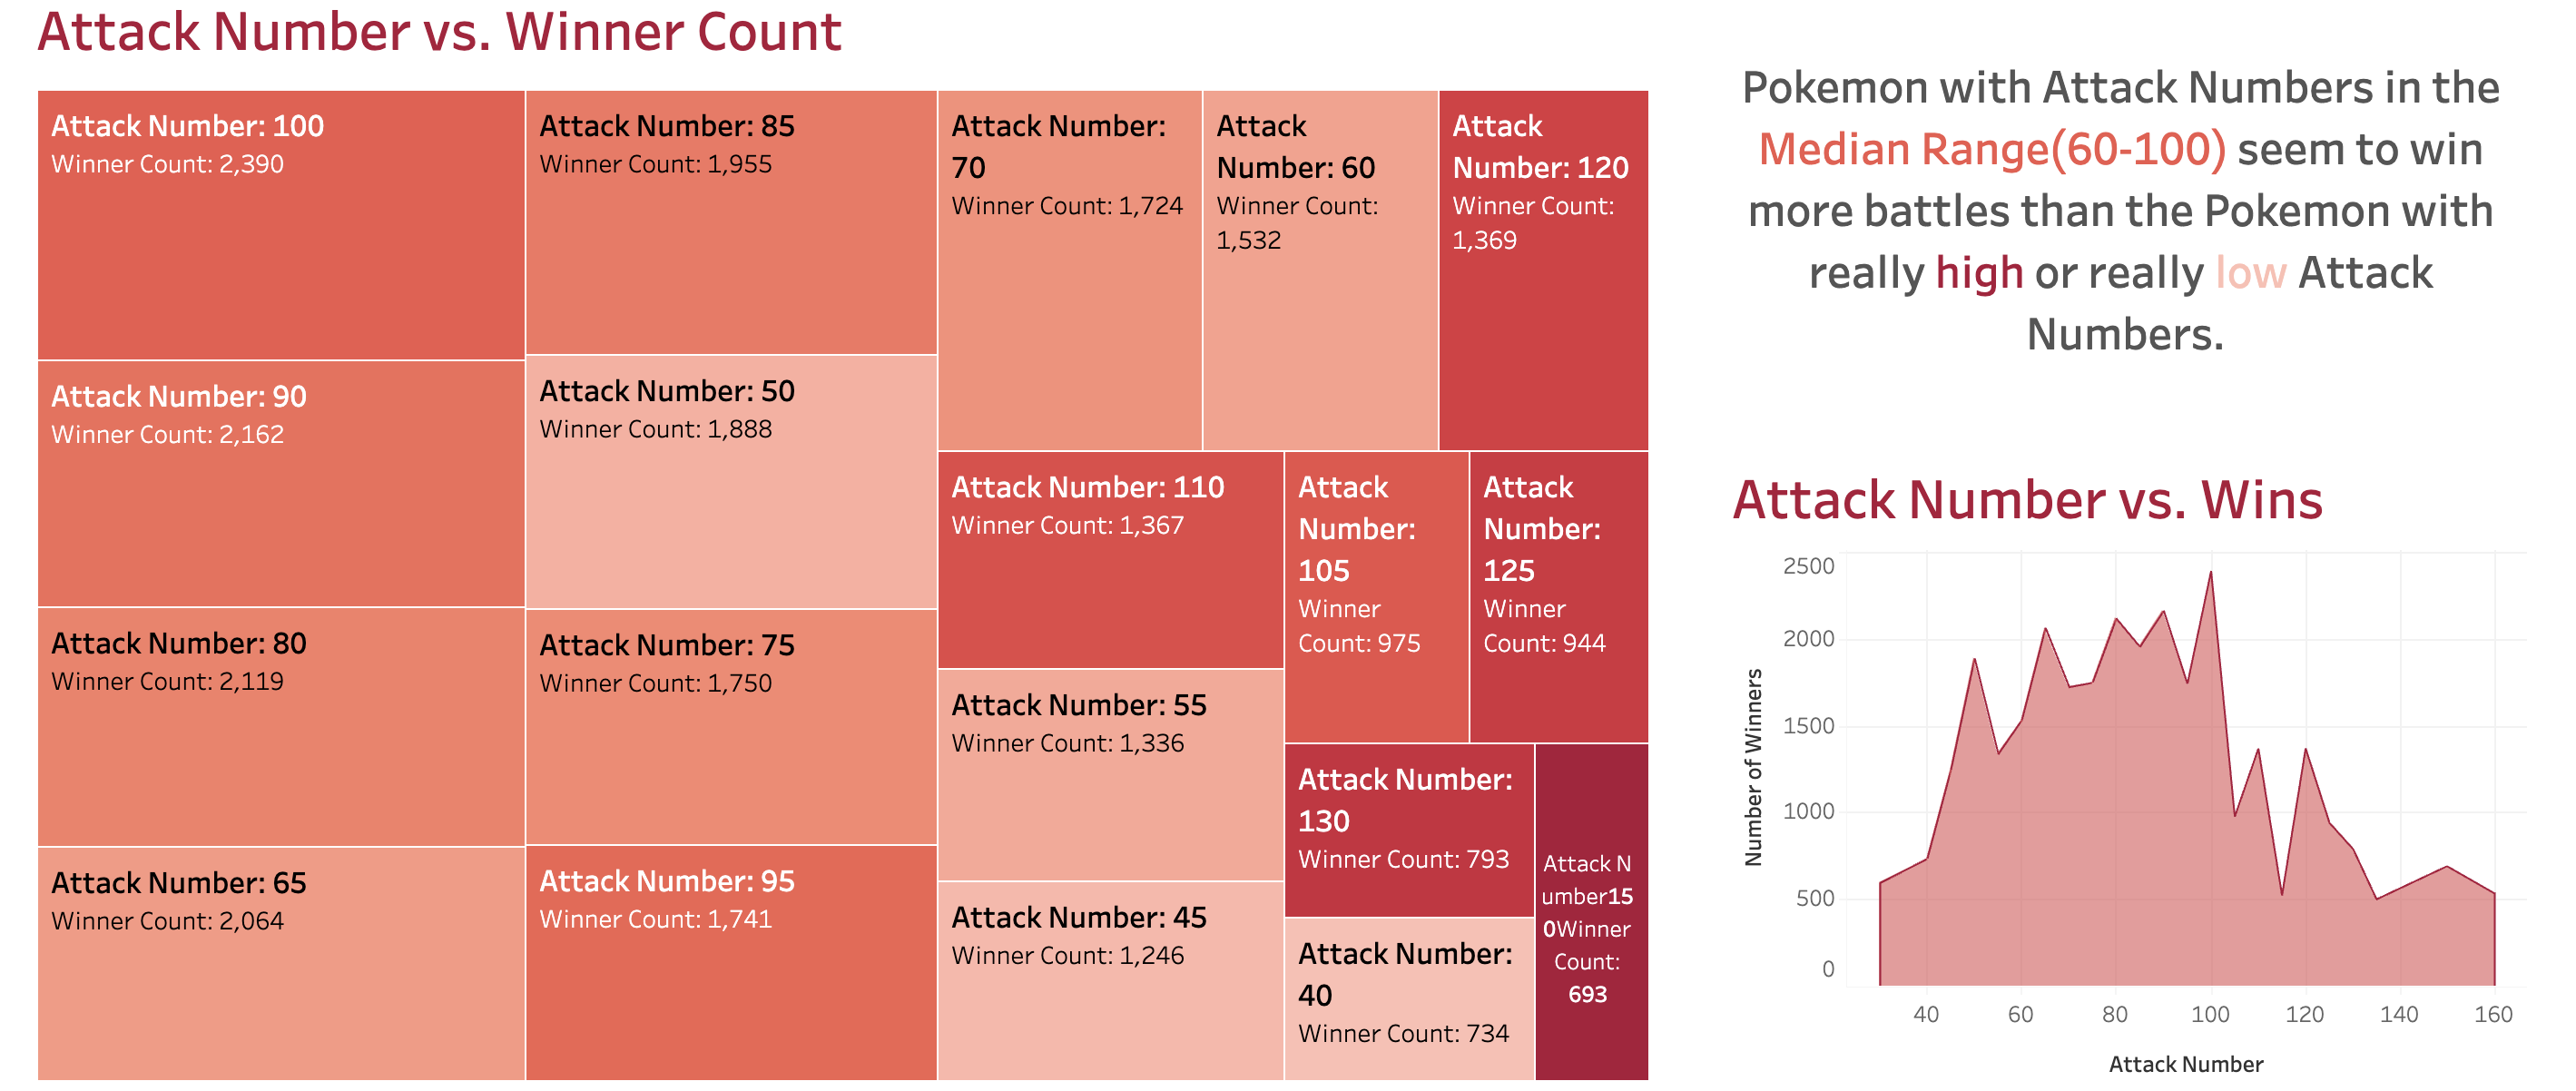 Attack Number vs. Winner Count
Attack Number: 100
Winner Count: 2,390
Attack Number: 90
Winner Count: 2,162
Attack Number: 80
Winner Count: 2,119
Attack Number: 65
Winner Count: 2,064
Attack Number: 85
Winner Count: 1,955
Attack Number: 50
Winner Count: 1,888
Attack Number: 75
Winner Count: 1,750
Attack Number: 95
Winner Count: 1,741
Attack Number:
70
Winner Count: 1,724
Attack
Number: 60
Winner Count:
1,532
Attack
Number: 120
Winner Count:
1,369
Attack Number: 110
Winner Count: 1,367
Attack Number: 55
Winner Count: 1,336
Attack Number: 45
Winner Count: 1,246
Attack
Number:
105
Winner
Count: 975
Attack
Number:
125
Winner
Count: 944
Attack Number:
130
Winner Count: 793
Attack Number:
40
Winner Count: 734
Attack N
umber15
0Winner
Count:
693
Pokemon with Attack Numbers in the
Median Range(60-100) seem to win
more battles than the Pokemon with
really high or really low Attack
Numbers.
Attack Number vs. Wins
Number of Winners
2500
2000
1500
1000
500
0
40 60 80 100 120 140 160
Attack Number